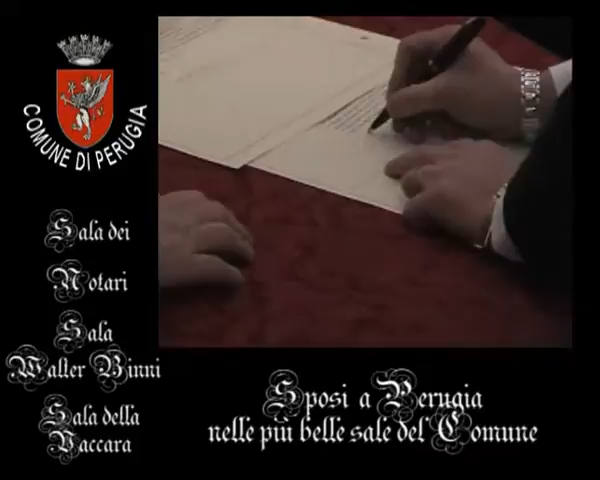 COMUNE DI PERUGIA
Sala dei
Notari
Sala
Walter Binni
Sala della
Vaccara
Sposi a Perugia
nelle più belle sale del Comune